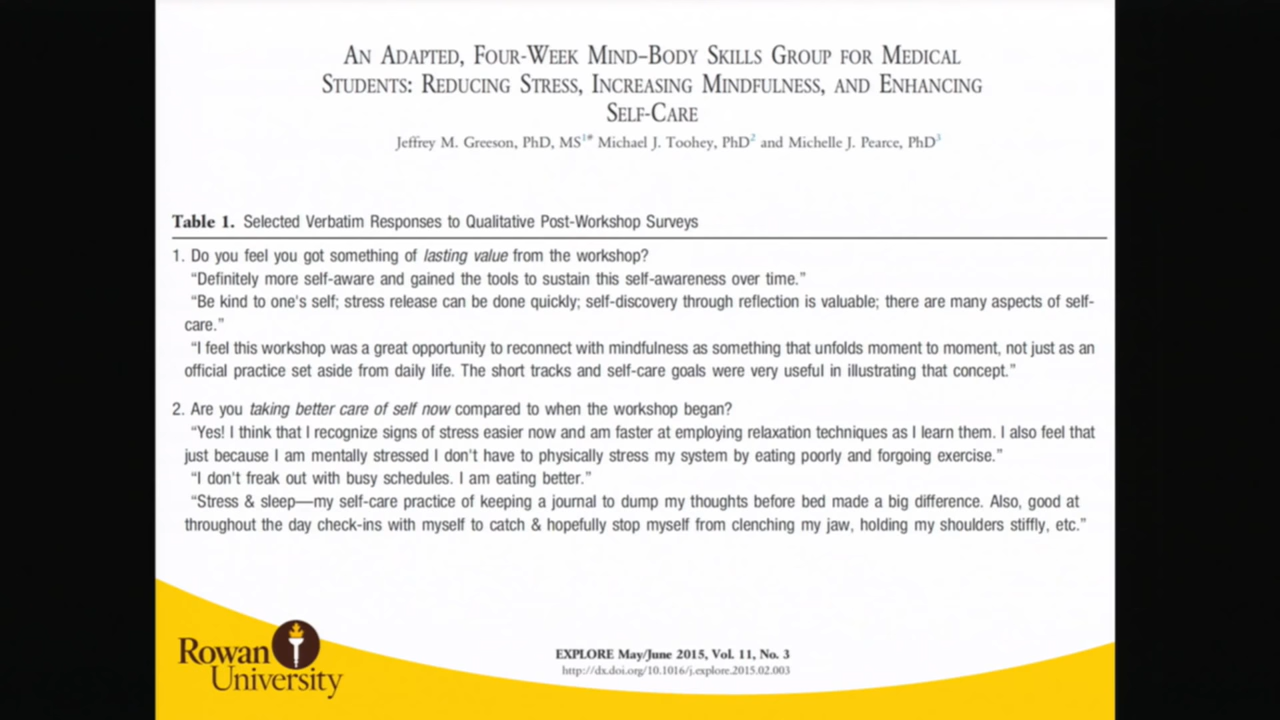 AN ADAPTED, FOUR-WEEK MIND–BODY SKILLS GROUP FOR MEDICAL
STUDENTS: REDUCING STRESS, INCREASING MINDFULNESS, AND ENHANCING
SELF-CARE
Jeffrey M. Greeson, PhD, MS1# Michael J. Toohey, PhD2 and Michelle J. Pearce, PhD3
Table 1. Selected Verbatim Responses to Qualitative Post-Workshop Surveys
1. Do you feel you got something of lasting value from the workshop?
“Definitely more self-aware and gained the tools to sustain this self-awareness over time.”
“Be kind to one's self; stress release can be done quickly; self-discovery through reflection is valuable; there are many aspects of self-
care.”
“I feel this workshop was a great opportunity to reconnect with mindfulness as something that unfolds moment to moment, not just as an
official practice set aside from daily life. The short tracks and self-care goals were very useful in illustrating that concept.”
2. Are you taking better care of self now compared to when the workshop began?
“Yes! I think that I recognize signs of stress easier now and am faster at employing relaxation techniques as I learn them. I also feel that
just because I am mentally stressed I don't have to physically stress my system by eating poorly and forgoing exercise.”
“I don't freak out with busy schedules. I am eating better.”
“Stress & sleep—my self-care practice of keeping a journal to dump my thoughts before bed made a big difference. Also, good at
throughout the day check-ins with myself to catch & hopefully stop myself from clenching my jaw, holding my shoulders stiffly, etc.”
Rowan
University
EXPLORE May/June 2015, Vol. 11, No. 3
http://dx.doi.org/10.1016/j.explore.2015.02.003